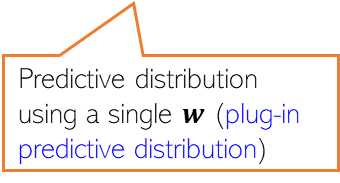 Predictive distribution
using a single w (plug-in
predictive distribution)